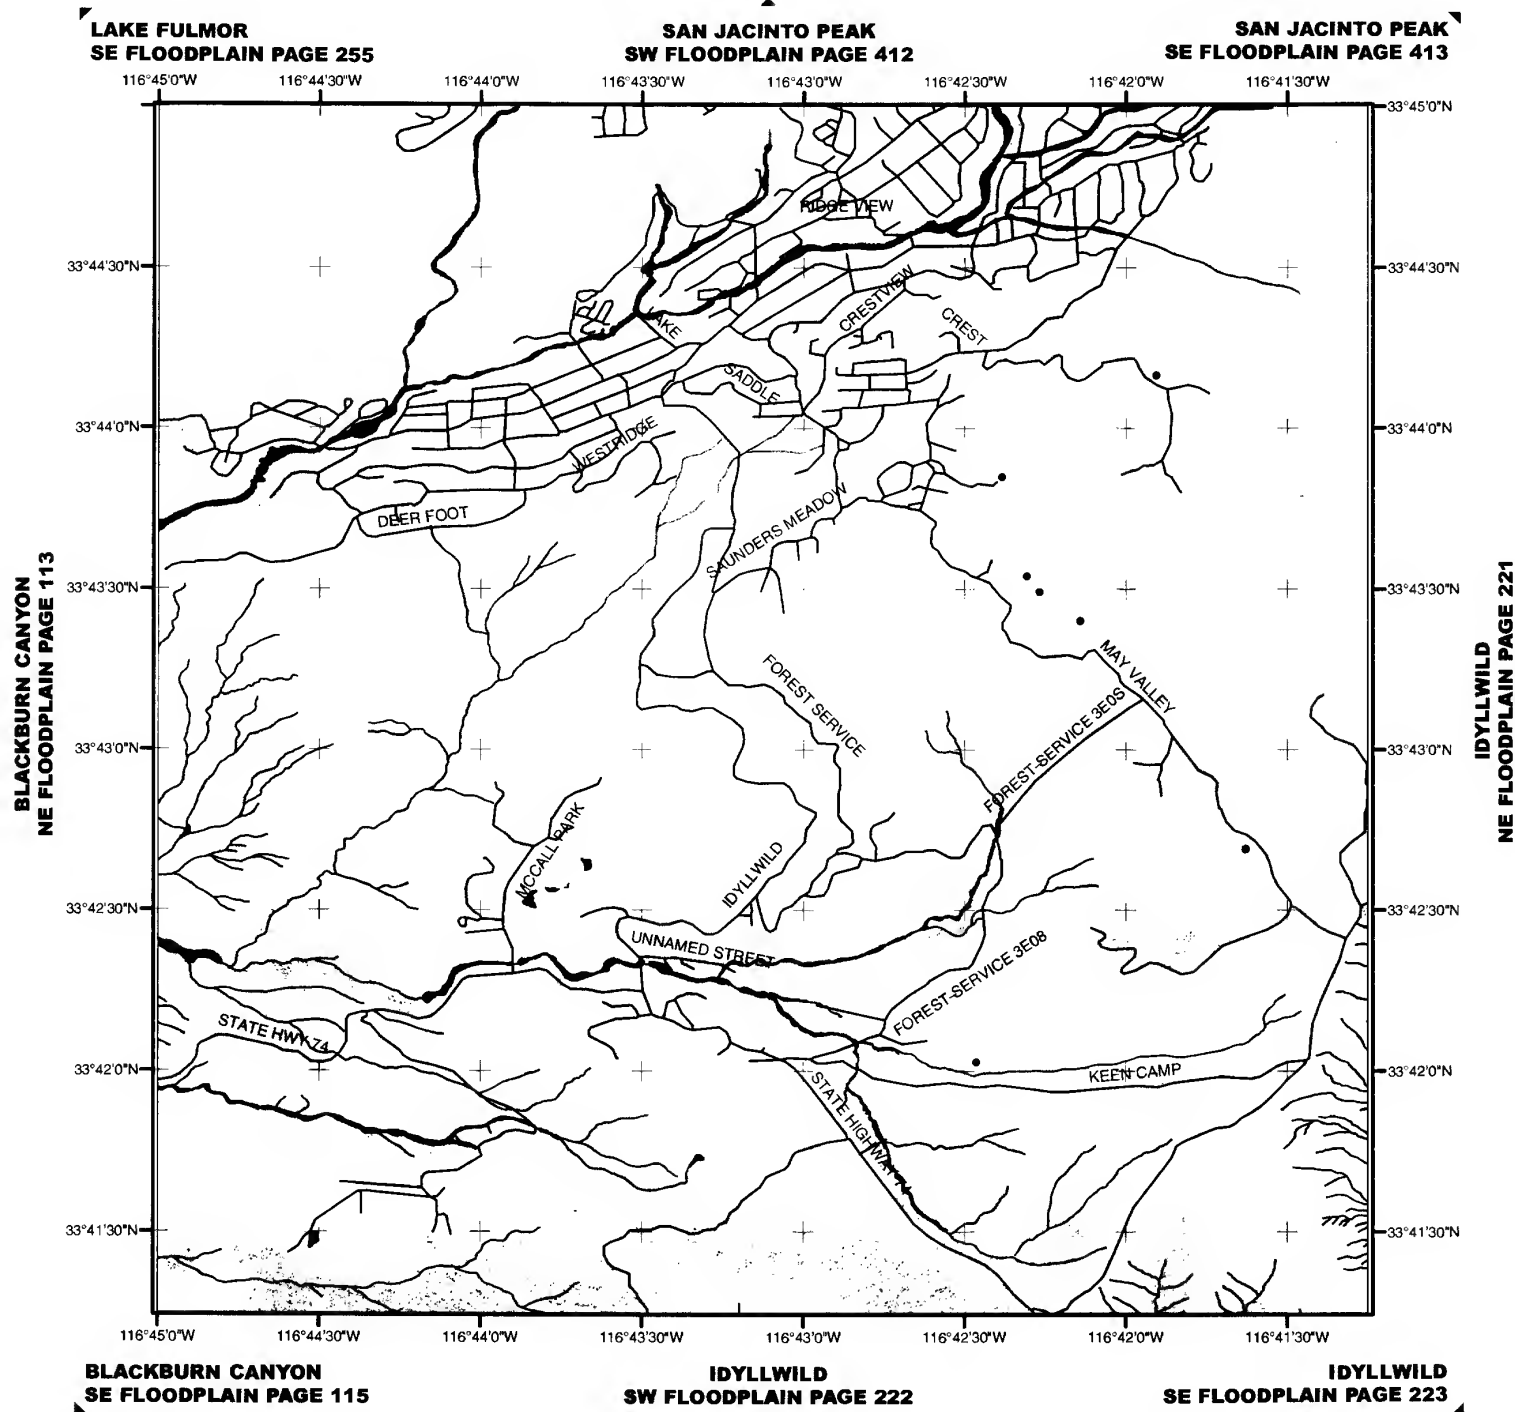 LAKE FULMOR
SE FLOODPLAIN PAGE 255
SAN JACINTO PEAK
SW FLOODPLAIN PAGE 412
SAN JACINTO PEAK
SE FLOODPLAIN PAGE 413
116°45'0"W 116°44'30"W 116°44'0"W 116°43'30"W 116°43'0"W 116°42'30"W 116°42'0"W 116°41'30"W
33°45'0"N
RIDGE VIEW
33°44'30"N 33°44'30"N
CRESTVIEW
LAKE
CREST
SADDLE
33°44'0"N 33°44'0"N
WESTRIDGE
SAUNDERS MEADOW
DEER FOOT
BLACKBURN CANYON
NE FLOODPLAIN PAGE 113
IDYLLWILD
NE FLOODPLAIN PAGE 221
33°43'30"N 33°43'30"N
MAY VALLEY
FOREST SERVICE
FOREST-SERVICE 3E0S
33°43'0"N 33°43'0"N
MCCALL PARK
IDYLLWILD
33°42'30"N 33°42'30"N
UNNAMED STREET
FOREST-SERVICE 3E08
STATE HWY 74
33°42'0"N 33°42'0"N
KEEN CAMP
STATE HIGHWAY 74
33°41'30"N 33°41'30"N
116°45'0"W 116°44'30"W 116°44'0"W 116°43'30"W 116°43'0"W 116°42'30"W 116°42'0"W 116°41'30"W
BLACKBURN CANYON
SE FLOODPLAIN PAGE 115
IDYLLWILD
SW FLOODPLAIN PAGE 222
IDYLLWILD
SE FLOODPLAIN PAGE 223